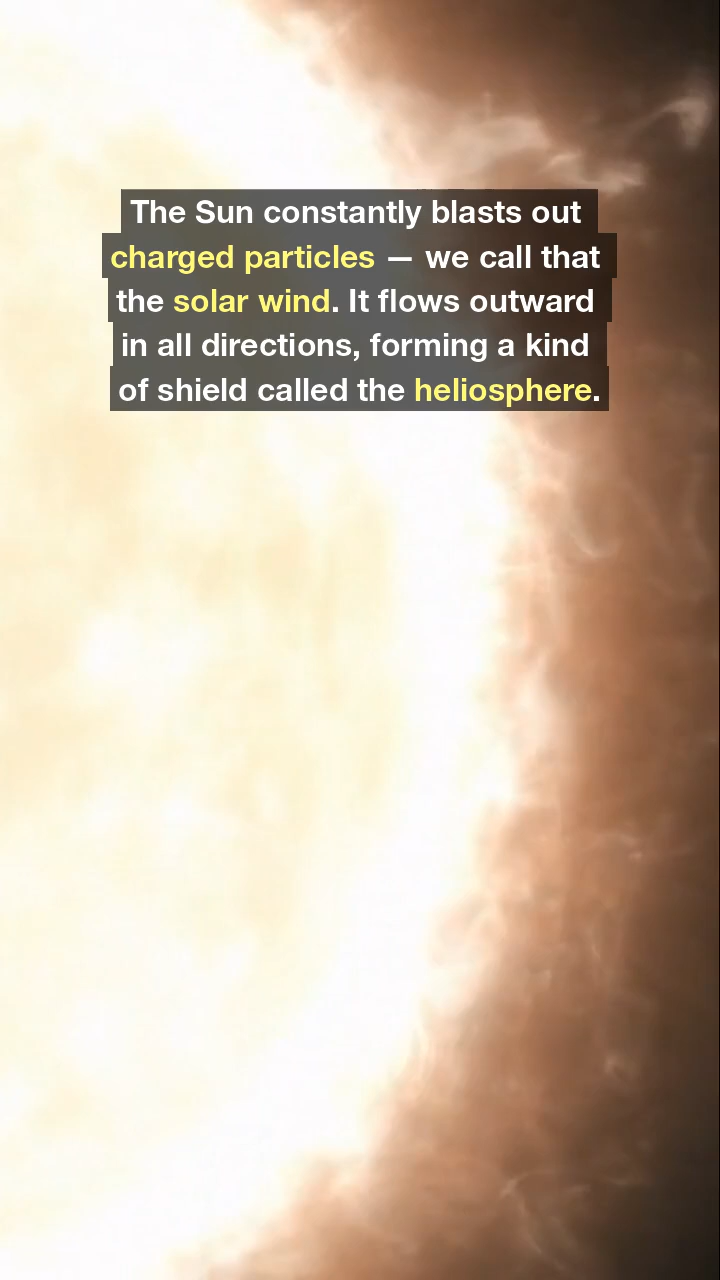 The Sun constantly blasts out
charged particles — we call that
the solar wind. It flows outward
in all directions, forming a kind
of shield called the heliosphere.